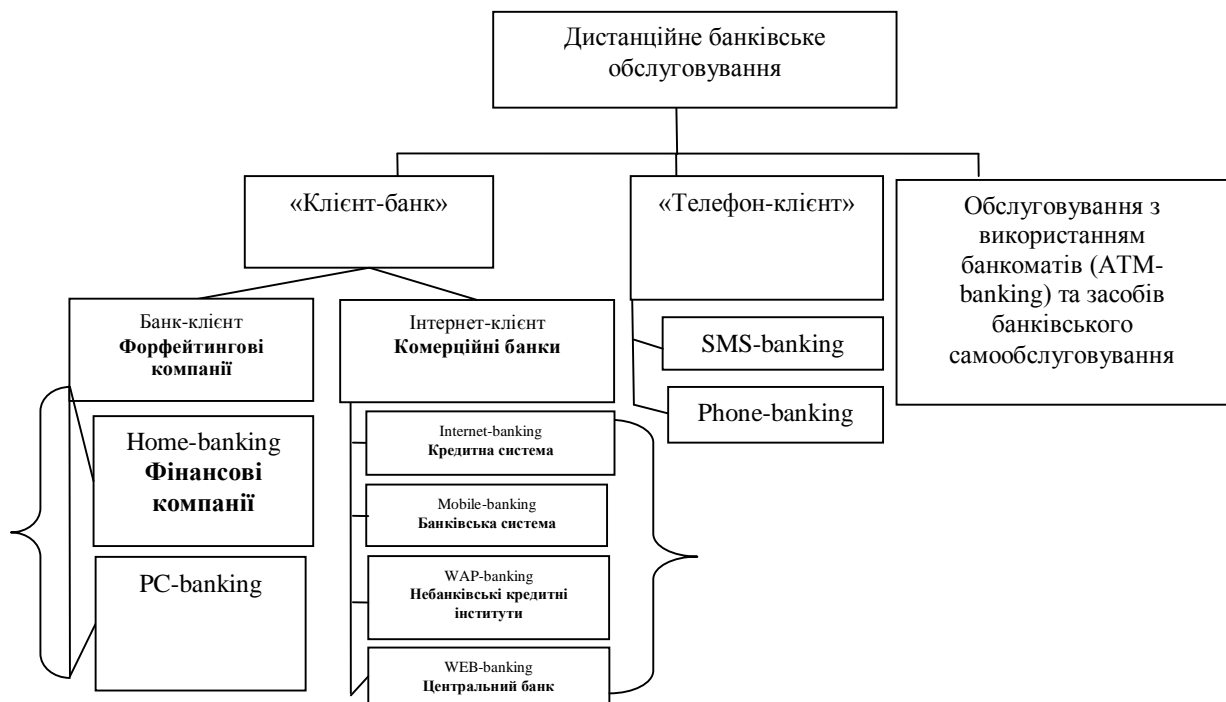 Дистанційне банківське
обслуговування
«Клієнт-банк»
«Телефон-клієнт»
Обслуговування з
використанням
банкоматів (ATM-
banking) та засобів
банківського
самообслуговування
Банк-клієнт
Форфейтингові
компанії
Інтернет-клієнт
Комерційні банки
SMS-banking
Phone-banking
Home-banking
Фінансові
компанії
PC-banking
Internet-banking
Кредитна система
Mobile-banking
Банківська система
WAP-banking
Небанківські кредитні
інститути
WEB-banking
Центральний банк